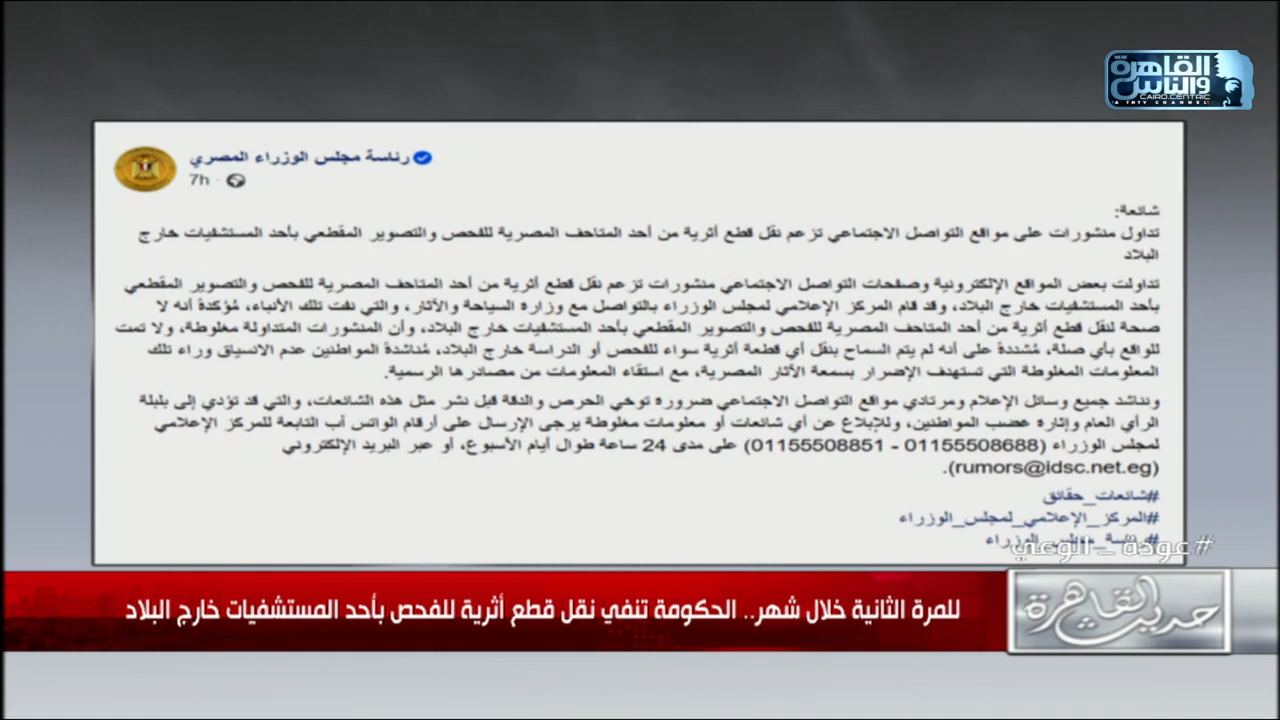 القاهرة
والناس
CAIRO.CENTRIC
A TNTV CHANNEL
رئاسة مجلس الوزراء المصري
7h ·
شائعة:
تداول منشورات على مواقع التواصل الاجتماعي تزعم نقل قطع أثرية من أحد المتاحف المصرية للفحص والتصوير المقطعي بأحد المستشفيات خارج
البلاد
تداولت بعض المواقع الإلكترونية وصفحات التواصل الاجتماعي منشورات تزعم نقل قطع أثرية من أحد المتاحف المصرية للفحص والتصوير المقطعي
بأحد المستشفيات خارج البلاد، وقد قام المركز الإعلامي لمجلس الوزراء بالتواصل مع وزارة السياحة والآثار، والتي نفت تلك الأنباء، مُؤكدةً أنه لا
صحة لنقل قطع أثرية من أحد المتاحف المصرية للفحص والتصوير المقطعي بأحد المستشفيات خارج البلاد، وأن المنشورات المتداولة مغلوطة، ولا تمت
للواقع بأي صلة، مُشددةً على أنه لم يتم السماح بنقل أي قطعة أثرية سواء للفحص أو الدراسة خارج البلاد، مُناشدةً المواطنين عدم الانسياق وراء تلك
المعلومات المغلوطة التي تستهدف الإضرار بسمعة الآثار المصرية، مع استقاء المعلومات من مصادرها الرسمية.
ونناشد جميع وسائل الإعلام ومرتادي مواقع التواصل الاجتماعي ضرورة توخي الحرص والدقة قبل نشر مثل هذه الشائعات، والتي قد تؤدي إلى بلبلة
الرأي العام وإثارة غضب المواطنين، وللإبلاغ عن أي شائعات أو معلومات مغلوطة يرجى الإرسال على أرقام الواتس آب التابعة للمركز الإعلامي
لمجلس الوزراء (01155508688 - 01155508851) على مدى 24 ساعة طوال أيام الأسبوع، أو عبر البريد الإلكتروني
(rumors@idsc.net.eg).
#شائعات_حقائق
#المركز_الإعلامي_لمجلس_الوزراء
#رئاسة_مجلس_الوزراء
#عودة_الوعي
حديث القاهرة
للمرة الثانية خلال شهر.. الحكومة تنفي نقل قطع أثرية للفحص بأحد المستشفيات خارج البلاد